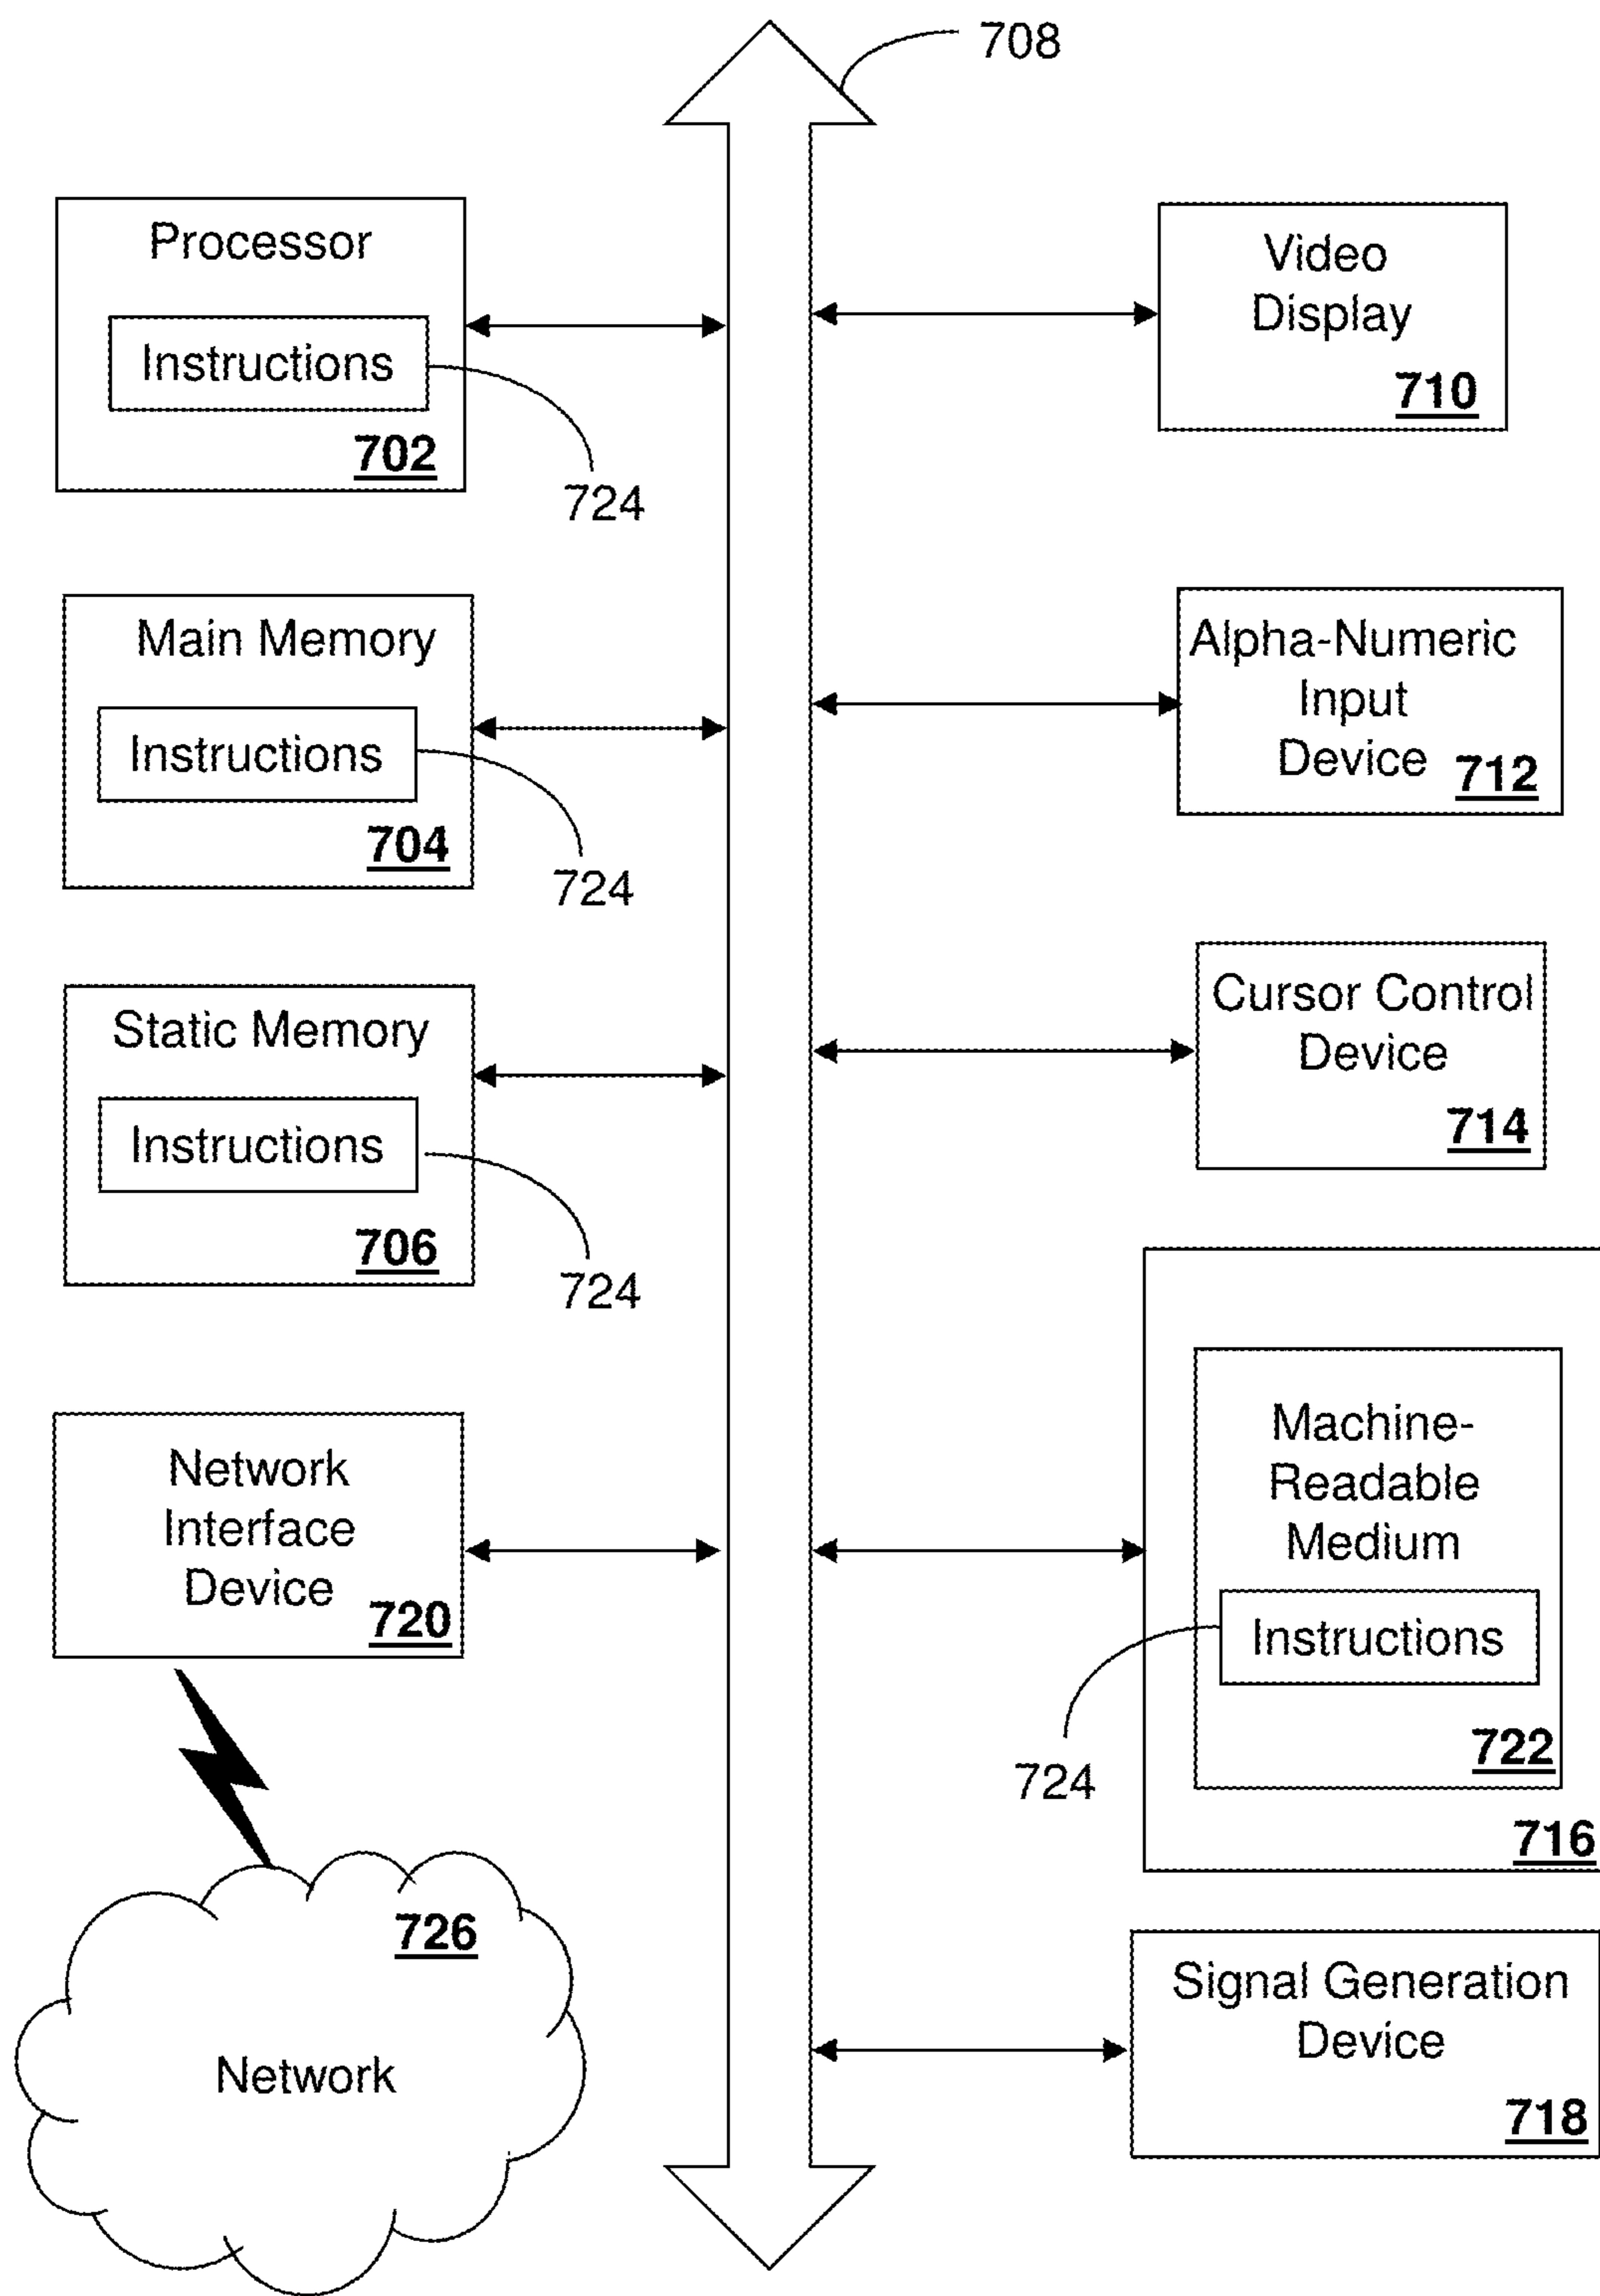 708
Processor
Instructions
702
724
Main Memory
Instructions
704
724
Static Memory
Instructions
706
724
Network
Interface
Device
720
726
Network
Video
Display
710
Alpha-Numeric
Input
Device
712
Cursor Control
Device
714
Machine-
Readable
Medium
Instructions
724
722
716
Signal Generation
Device
718